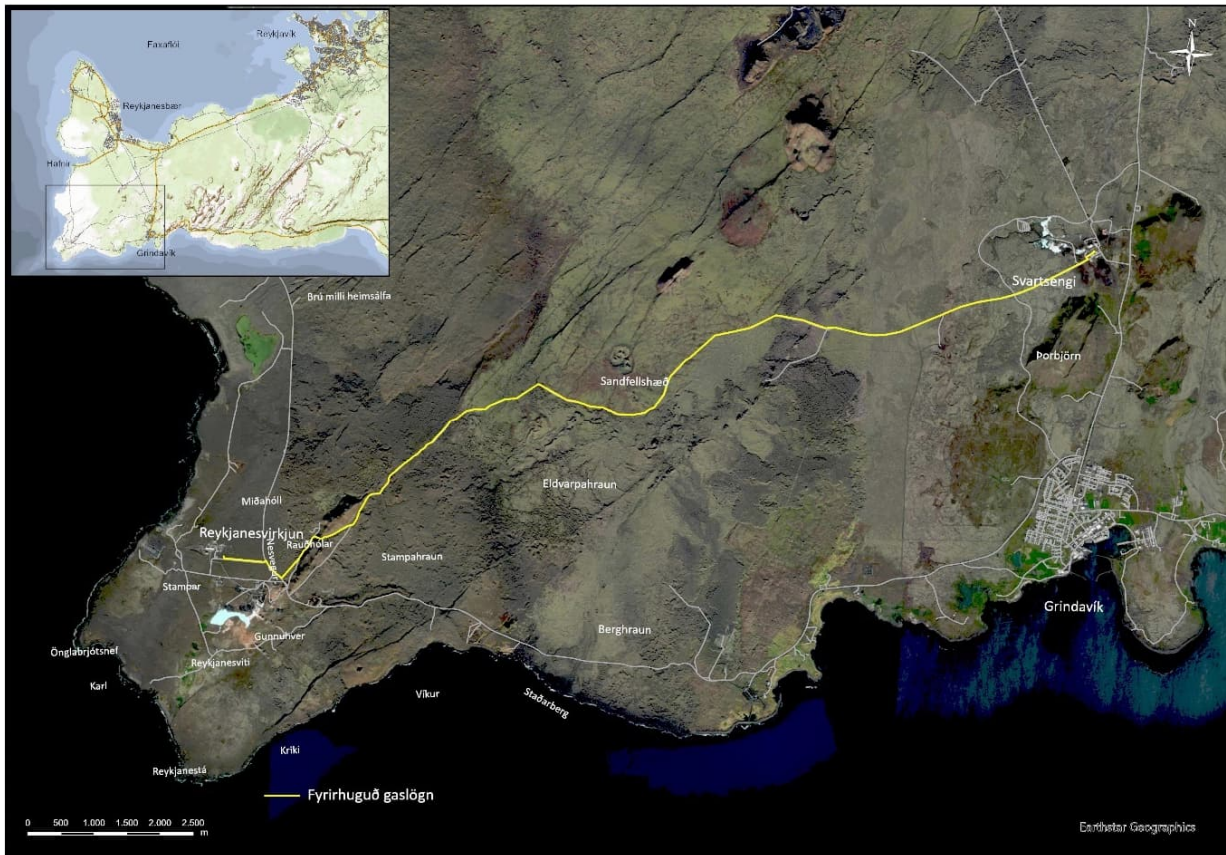 Faxaflói
Reykjavík
Reykjanesbær
Hafnir
Grindavík
N
Brú milli heimsálfa
Svartsengi
Þorbjörn
Sandfellshæð
Eldvarpahraun
Miðahóll
Reykjanesvirkjun
Nesvegur
Rauðhólar
Stampahraun
Stampar
Gunnuhver
Berghraun
Grindavík
Önglabrjótsnef
Reykjanesviti
Karl
Víkur
Staðarberg
Kríki
Reykjanestá
Fyrirhuguð gaslögn
0 500 1.000 1.500 2.000 2.500
m
Earthstar Geographics